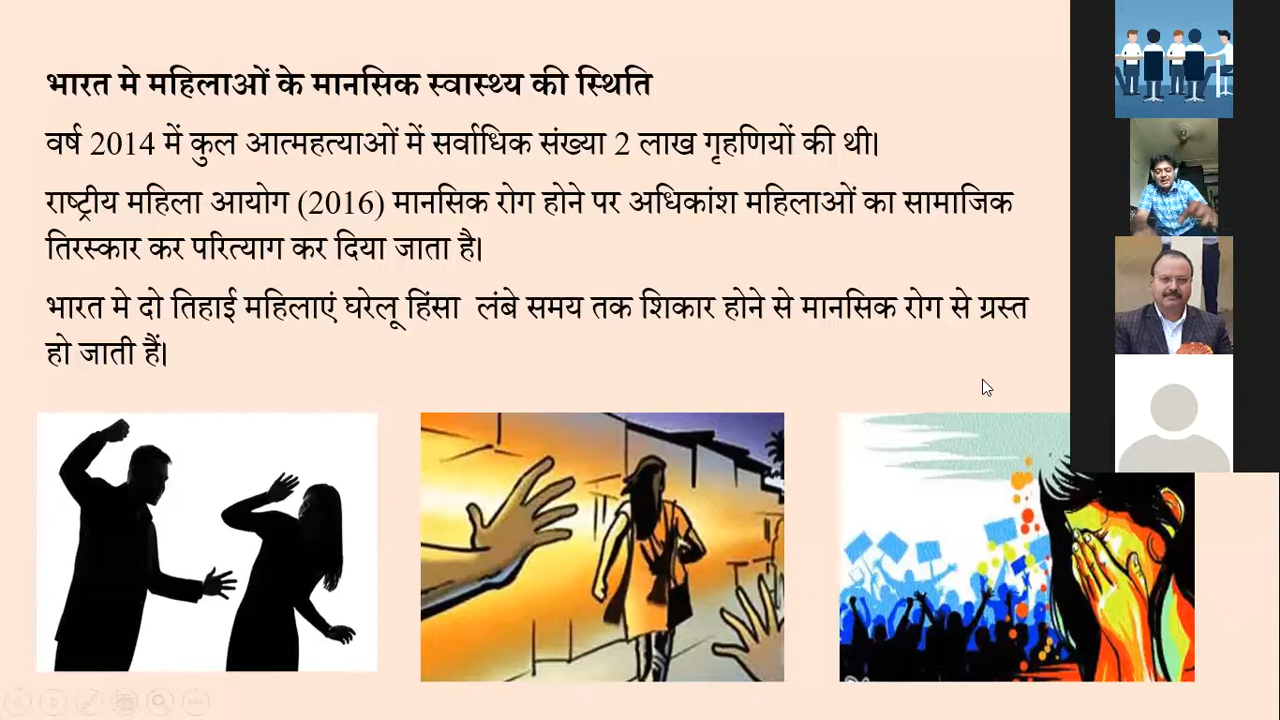 भारत मे महिलाओं के मानसिक स्वास्थ्य की स्थिति
वर्ष 2014 में कुल आत्महत्याओं में सर्वाधिक संख्या 2 लाख गृहणियों की थी।
राष्ट्रीय महिला आयोग (2016) मानसिक रोग होने पर अधिकांश महिलाओं का सामाजिक
तिरस्कार कर परित्याग कर दिया जाता है।
भारत मे दो तिहाई महिलाएं घरेलू हिंसा  लंबे समय तक शिकार होने से मानसिक रोग से ग्रस्त
हो जाती हैं।